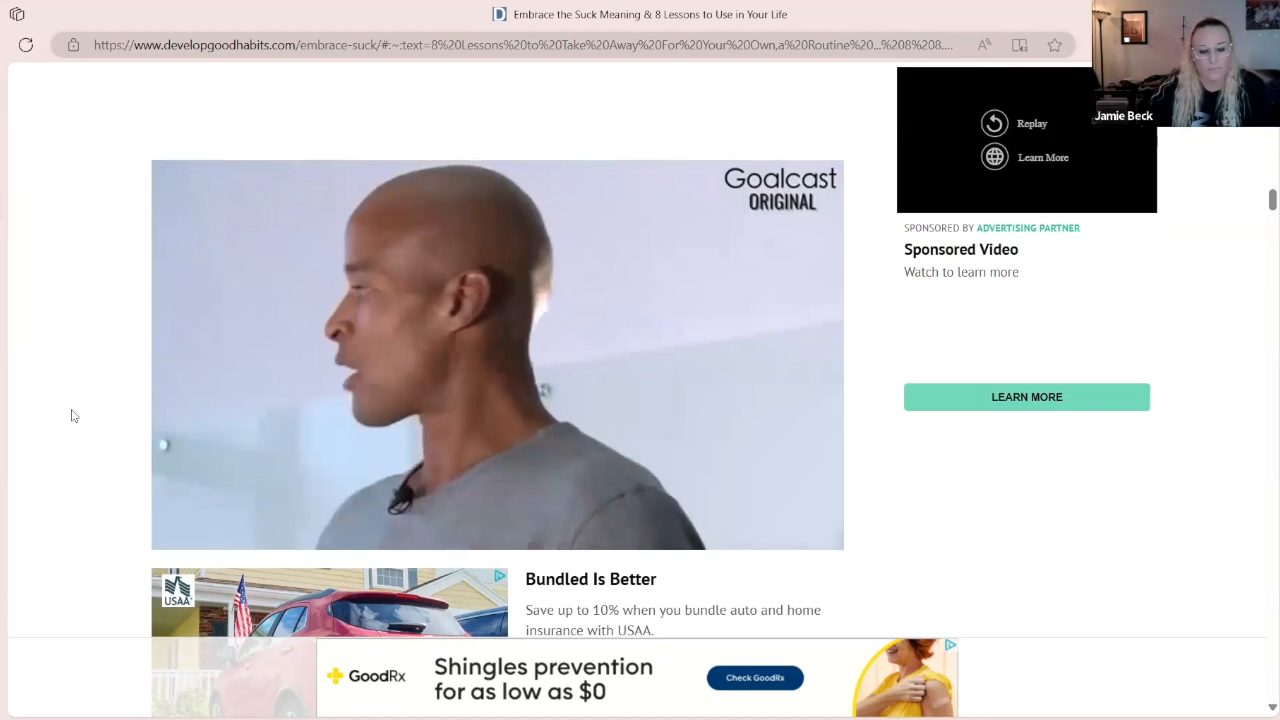 Embrace the Suck Meaning & 8 Lessons to Use in Your Life
https://www.developgoodhabits.com/embrace-suck/#:~:text=8%20Lessons%20to%20Take%20Away%20For%20Your%20Own,a%20Routine%20...%208%208....
Jamie Beck
Replay
Learn More
Goalcast
ORIGINAL
SPONSORED BY ADVERTISING PARTNER
Sponsored Video
Watch to learn more
LEARN MORE
USAA
Bundled Is Better
Save up to 10% when you bundle auto and home
insurance with USAA.
GoodRx
Shingles prevention
for as low as $0
Check GoodRx